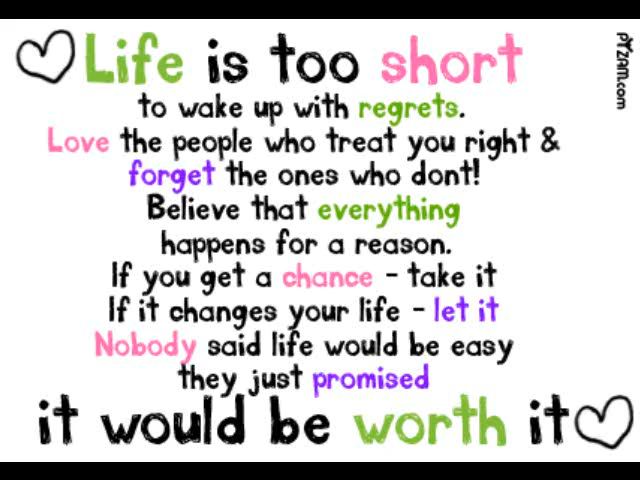 Life is too short
to wake up with regrets.
Love the people who treat you right &
forget the ones who dont!
Believe that everything
happens for a reason.
If you get a chance - take it
If it changes your life - let it
Nobody said life would be easy
they just promised
it would be worth it
pYZAM.com